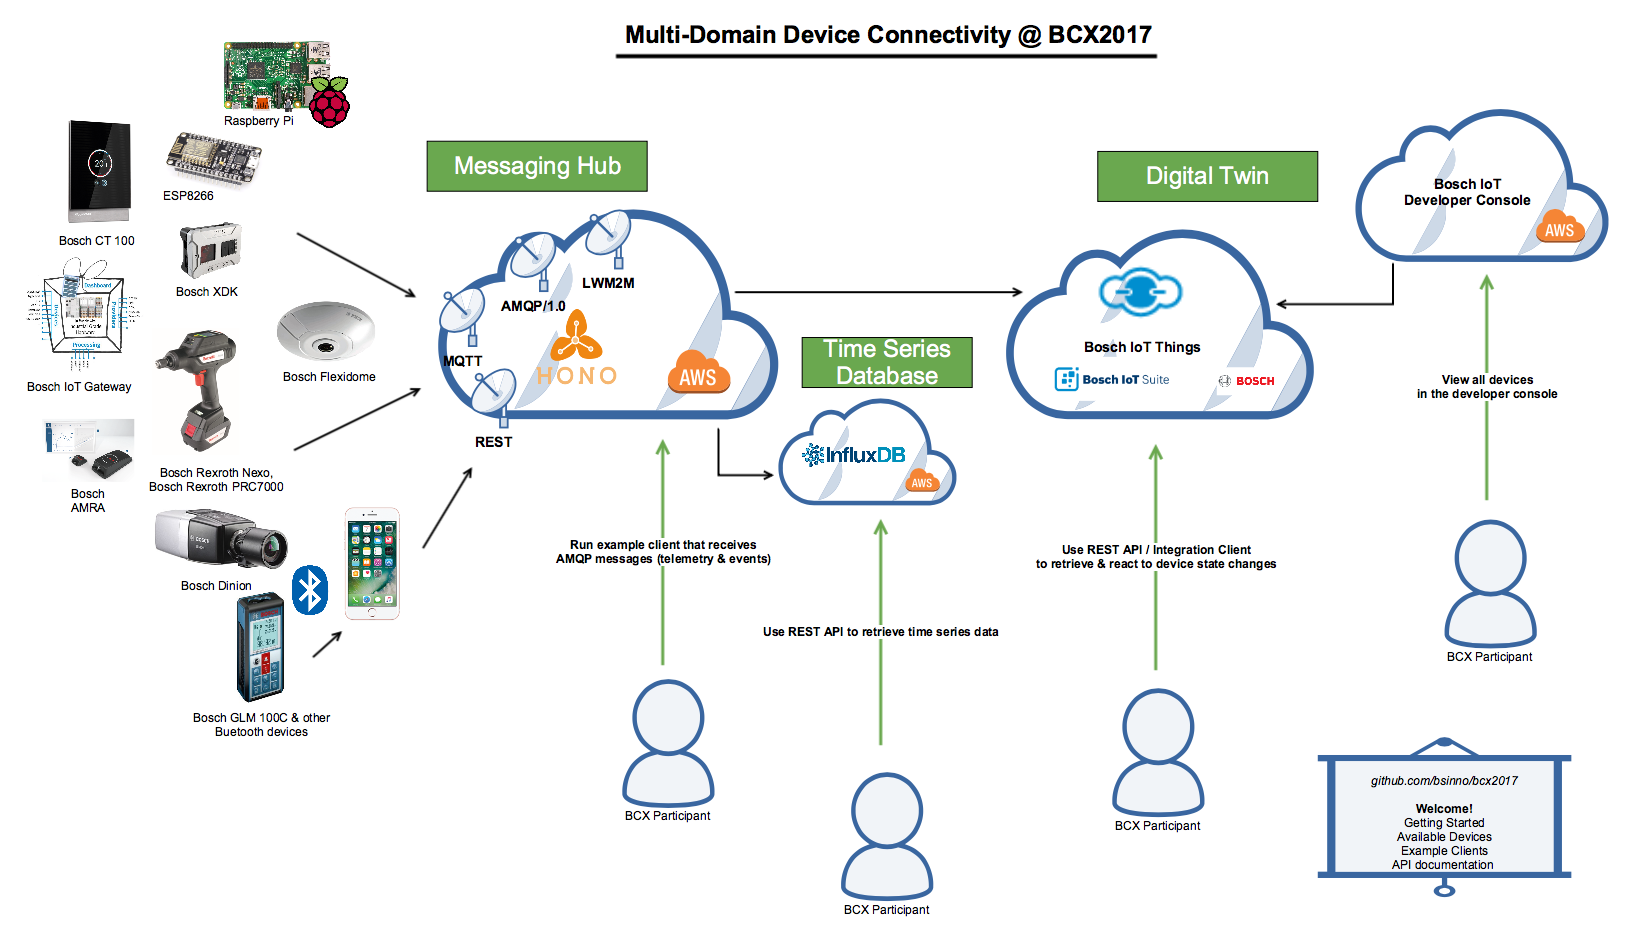 Multi-Domain Device Connectivity @ BCX2017
Raspberry Pi
ESP8266
Bosch CT 100
Bosch XDK
Dashboard
Processing
Bosch IoT Gateway
Bosch Flexidome
Bosch Rexroth Nexo,
Bosch Rexroth PRC7000
Bosch
AMRA
BOSCH
Bosch Dinion
Bosch GLM 100C & other
Buetooth devices
Messaging Hub
LWM2M
AMQP/1.0
MQTT
HONO
AWS
REST
Time Series
Database
InfluxDB
AWS
Digital Twin
Bosch IoT Things
Bosch IoT Suite
BOSCH
Bosch IoT
Developer Console
AWS
View all devices
in the developer console
Run example client that receives
AMQP messages (telemetry & events)
Use REST API / Integration Client
to retrieve & react to device state changes
Use REST API to retrieve time series data
BCX Participant
BCX Participant
BCX Participant
BCX Participant
github.com/bsinno/bcx2017
Welcome!
Getting Started
Available Devices
Example Clients
API documentation